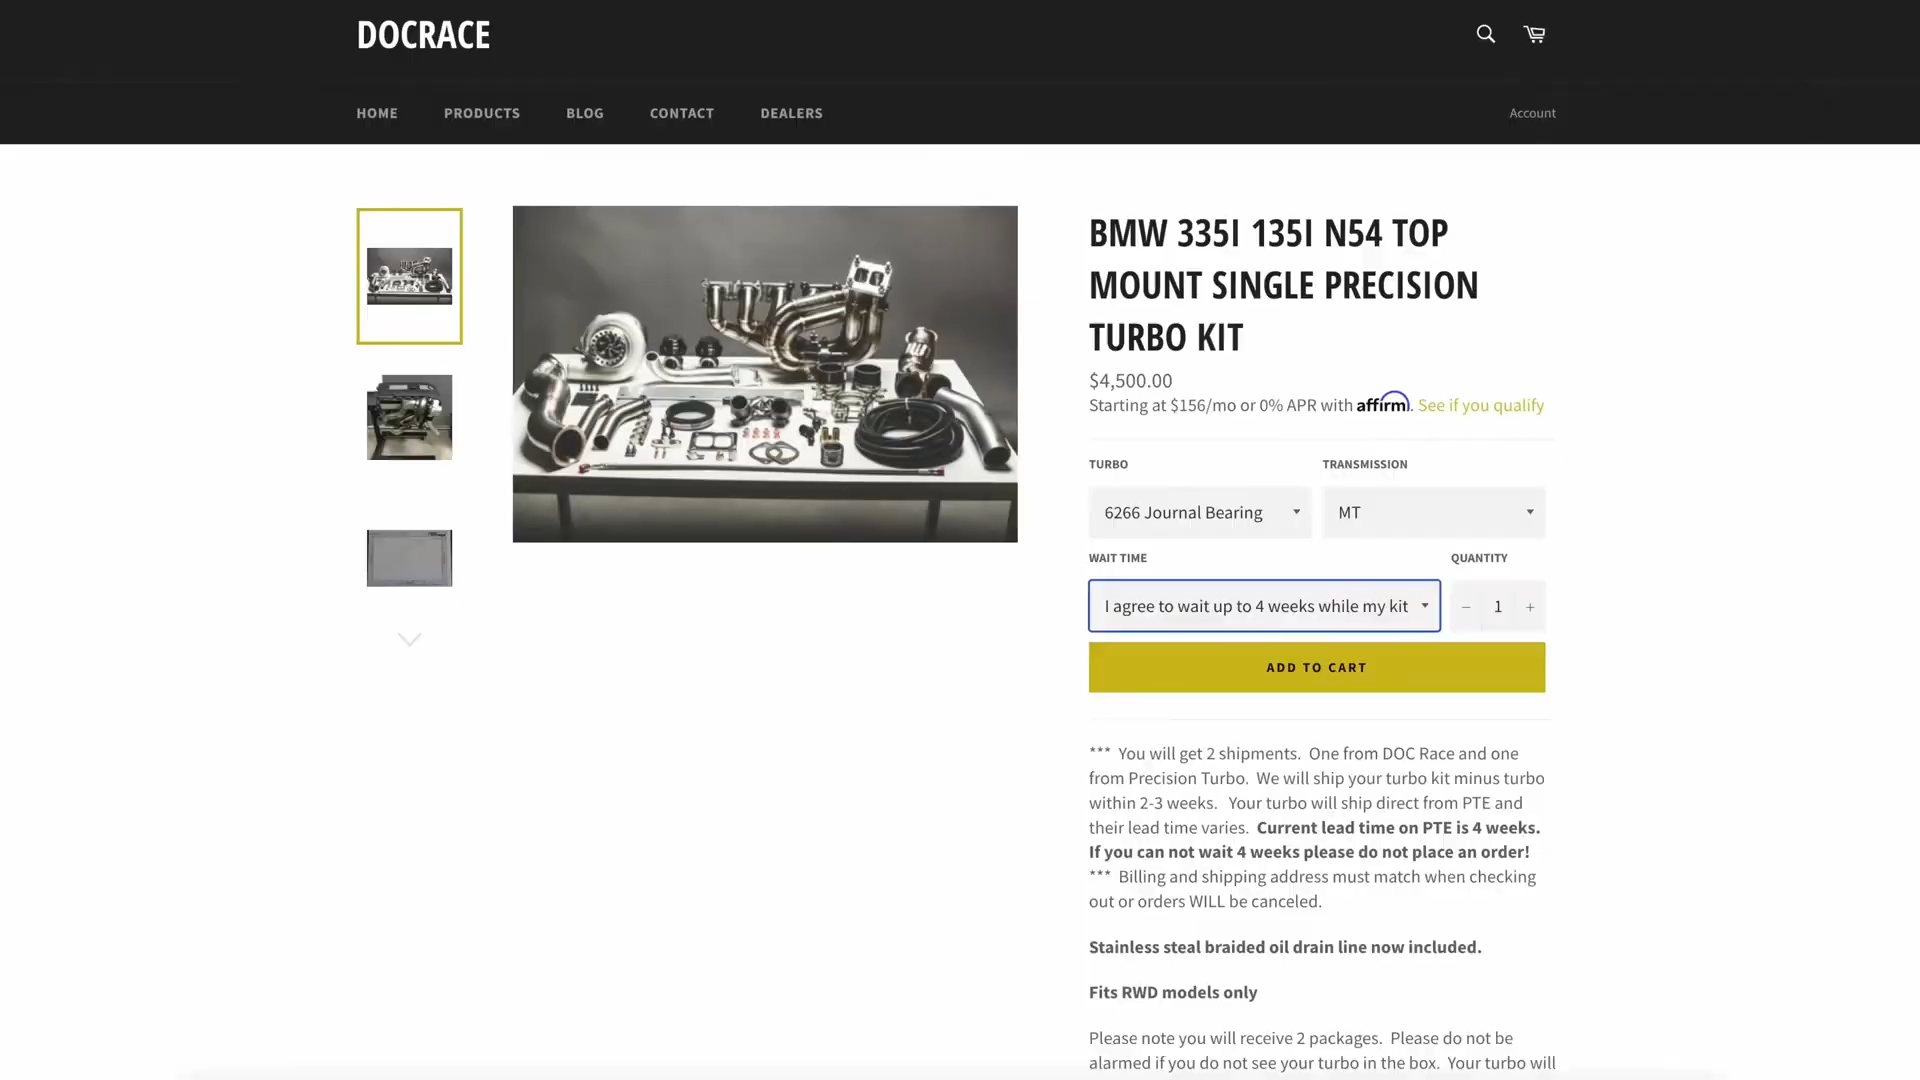 DOCRACE
HOME
PRODUCTS
BLOG
CONTACT
DEALERS
Account
BMW 335I 135I N54 TOP
MOUNT SINGLE PRECISION
TURBO KIT
$4,500.00
Starting at $156/mo or 0% APR with affirm. See if you qualify
TURBO
TRANSMISSION
6266 Journal Bearing
MT
WAIT TIME
QUANTITY
I agree to wait up to 4 weeks while my kit
− 1 +
ADD TO CART
*** You will get 2 shipments. One from DOC Race and one
from Precision Turbo. We will ship your turbo kit minus turbo
within 2-3 weeks. Your turbo will ship direct from PTE and
their lead time varies. Current lead time on PTE is 4 weeks.
If you can not wait 4 weeks please do not place an order!
*** Billing and shipping address must match when checking
out or orders WILL be canceled.
Stainless steal braided oil drain line now included.
Fits RWD models only
Please note you will receive 2 packages. Please do not be
alarmed if you do not see your turbo in the box. Your turbo will